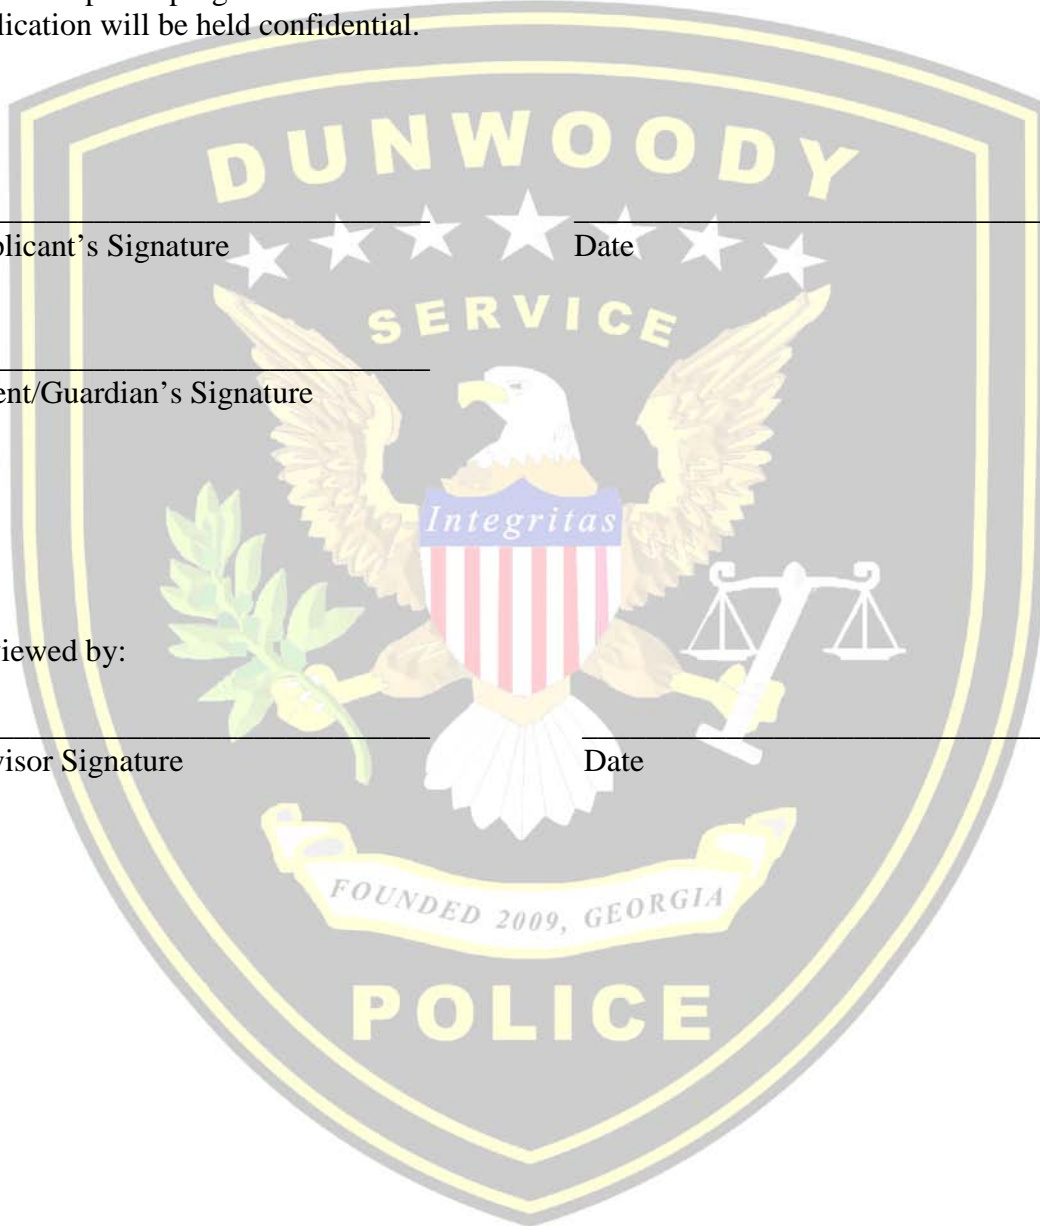 lication will be held confidential.
DUNWOODY
plicant’s Signature Date
SERVICE
ent/Guardian’s Signature
Integritas
iewed by:
visor Signature Date
FOUNDED 2009, GEORGIA
POLICE